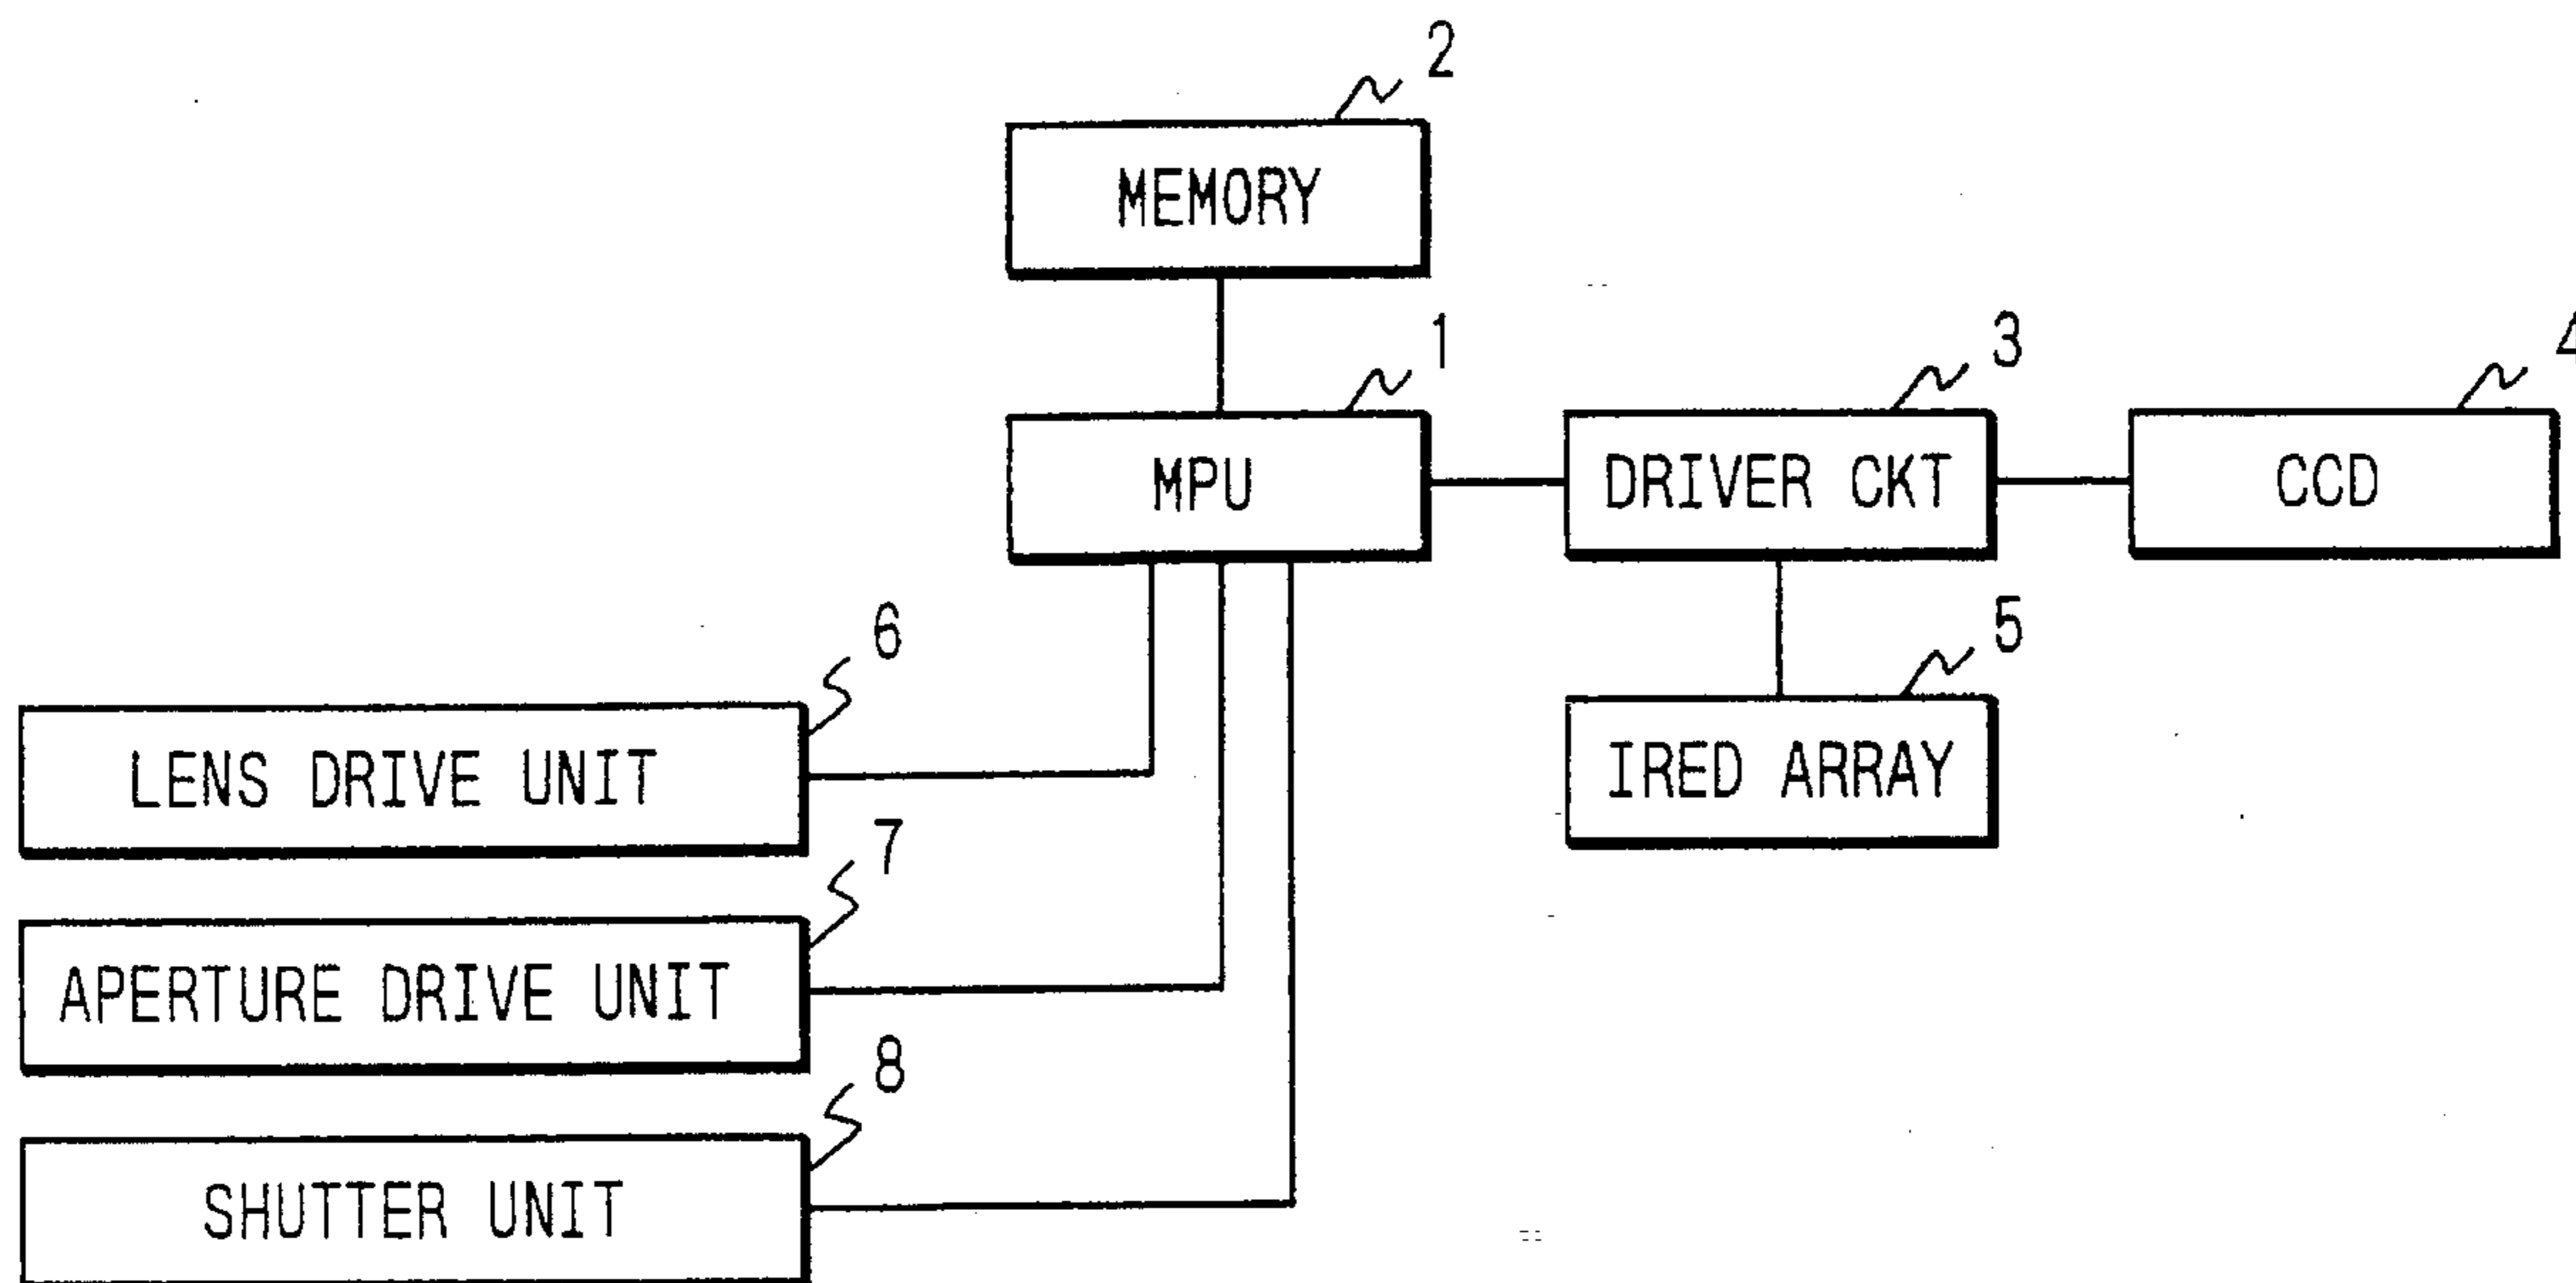 2
MEMORY
1
MPU
3
DRIVER CKT
4
CCD
5
IRED ARRAY
6
LENS DRIVE UNIT
7
APERTURE DRIVE UNIT
8
SHUTTER UNIT